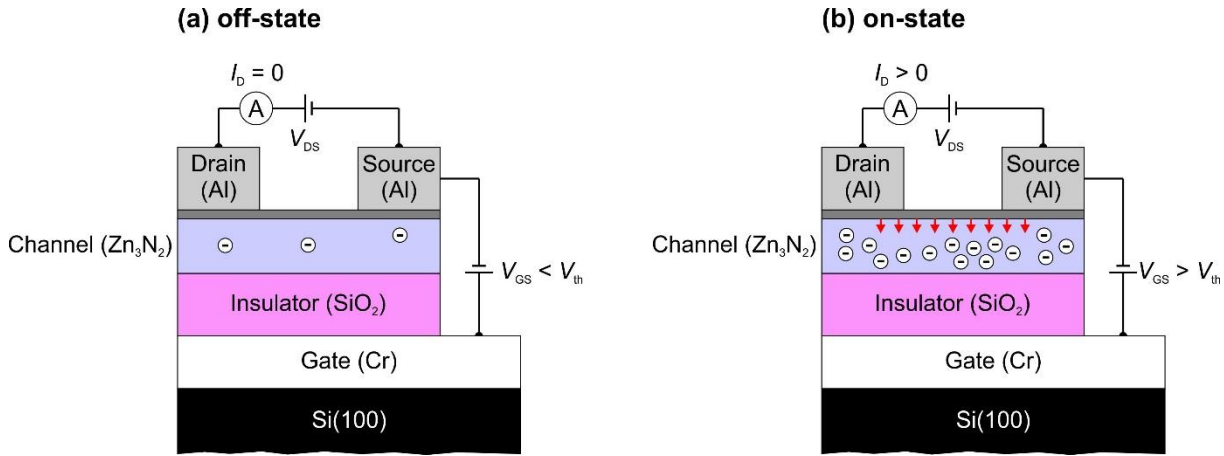 (a) off-state
I_D = 0
A
V_DS
Drain
(Al)
Source
(Al)
Channel (Zn₃N₂)
V_GS < V_th
Insulator (SiO₂)
Gate (Cr)
Si(100)
(b) on-state
I_D > 0
A
V_DS
Drain
(Al)
Source
(Al)
Channel (Zn₃N₂)
V_GS > V_th
Insulator (SiO₂)
Gate (Cr)
Si(100)